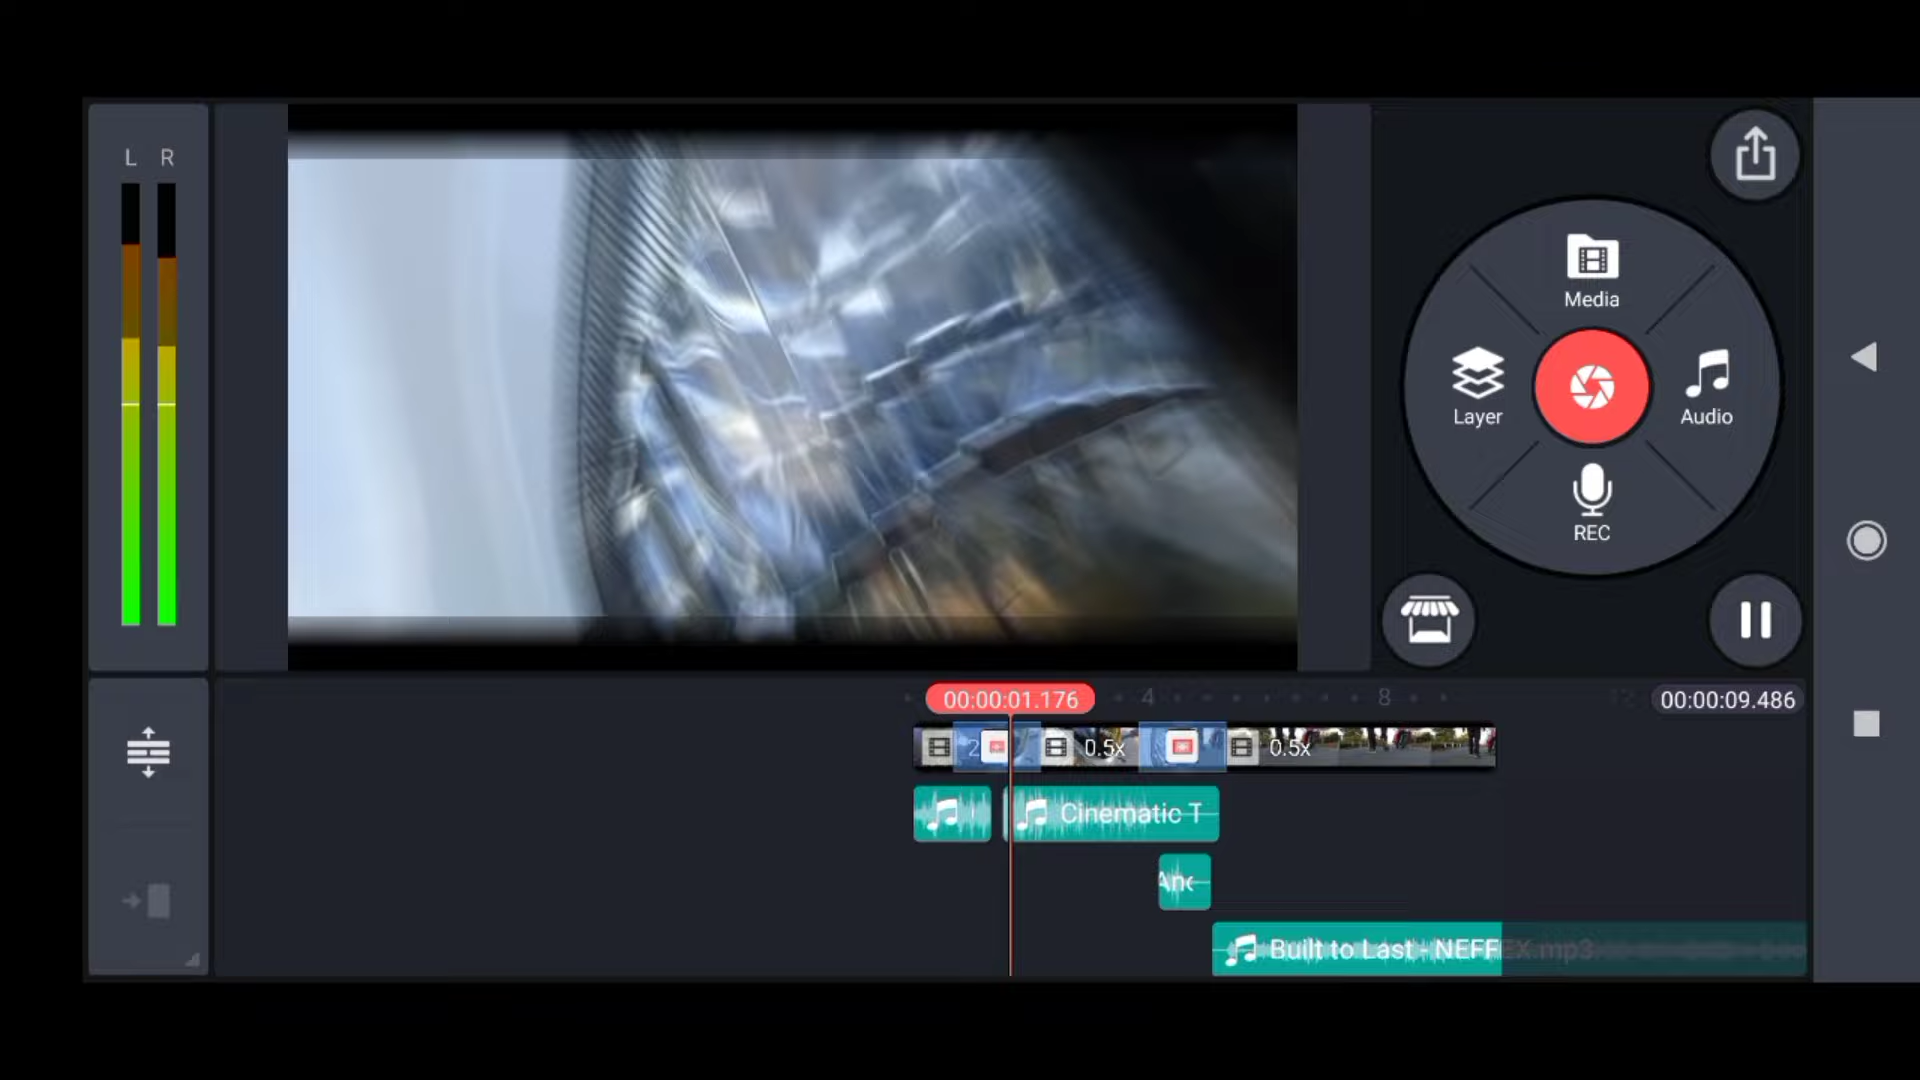 L R
Media
Layer
Audio
REC
00:00:01.176
4
8
00:00:09.486
2
0.5x
0.5x
Cinematic T
Built to Last - NEFFEX.mp3